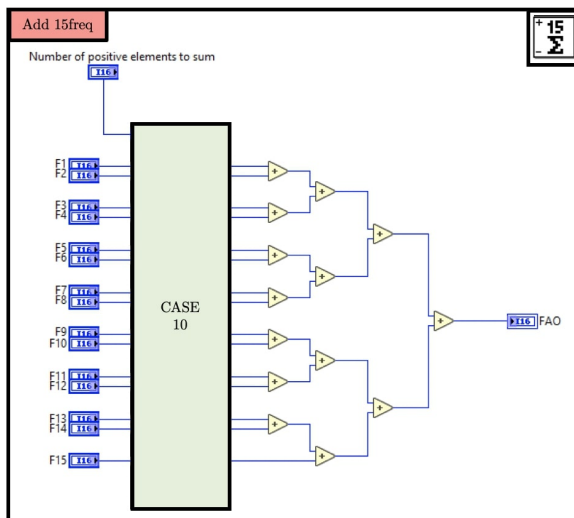 Add 15freq
+ 15
- Σ
Number of positive elements to sum
I16
F1 I16
F2 I16
F3 I16
F4 I16
F5 I16
F6 I16
F7 I16
F8 I16
F9 I16
F10 I16
F11 I16
F12 I16
F13 I16
F14 I16
F15 I16
CASE
10
+
+
+
+
+
+
+
+
+
+
+
+
+
+
I16 FAO